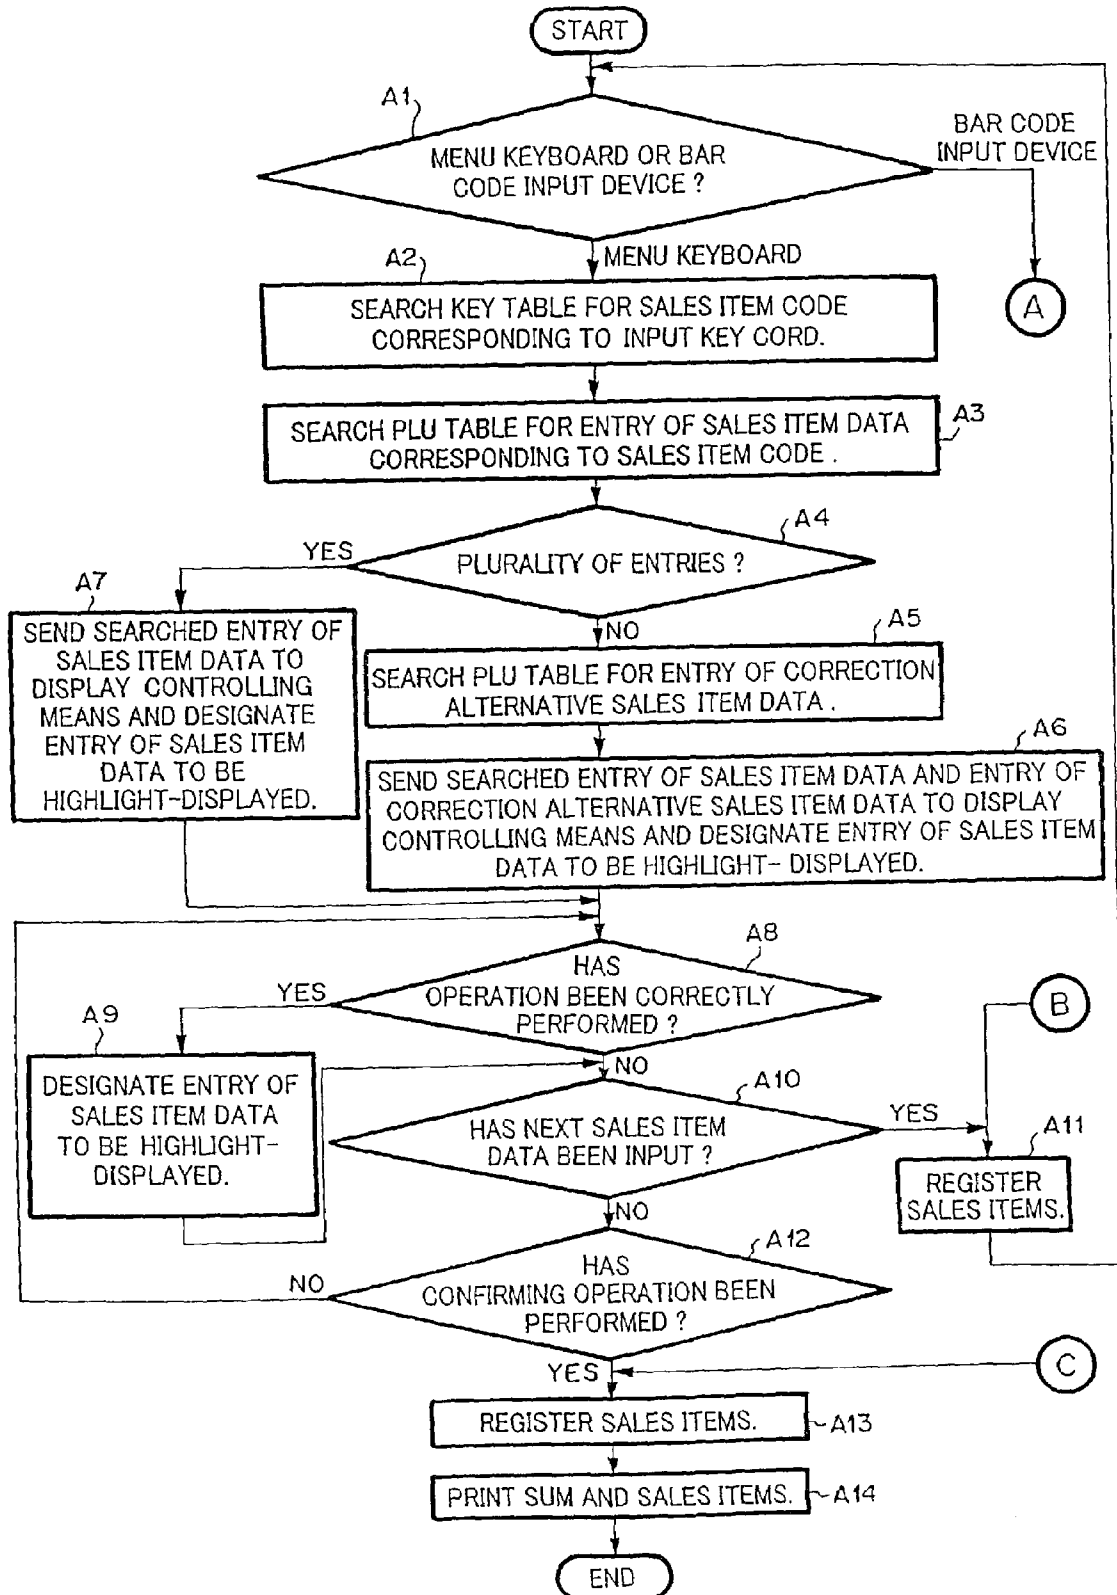 START
A1
MENU KEYBOARD OR BAR
CODE INPUT DEVICE ?
BAR CODE
INPUT DEVICE
MENU KEYBOARD
A
A2
SEARCH KEY TABLE FOR SALES ITEM CODE
CORRESPONDING TO INPUT KEY CORD.
A3
SEARCH PLU TABLE FOR ENTRY OF SALES ITEM DATA
CORRESPONDING TO SALES ITEM CODE .
A4
PLURALITY OF ENTRIES ?
YES
NO
A7
SEND SEARCHED ENTRY OF
SALES ITEM DATA TO
DISPLAY CONTROLLING
MEANS AND DESIGNATE
ENTRY OF SALES ITEM
DATA TO BE
HIGHLIGHT-DISPLAYED.
A5
SEARCH PLU TABLE FOR ENTRY OF CORRECTION
ALTERNATIVE SALES ITEM DATA .
A6
SEND SEARCHED ENTRY OF SALES ITEM DATA AND ENTRY OF
CORRECTION ALTERNATIVE SALES ITEM DATA TO DISPLAY
CONTROLLING MEANS AND DESIGNATE ENTRY OF SALES ITEM
DATA TO BE HIGHLIGHT- DISPLAYED.
A8
HAS
OPERATION BEEN CORRECTLY
PERFORMED ?
YES
NO
B
A9
DESIGNATE ENTRY OF
SALES ITEM DATA
TO BE HIGHLIGHT-
DISPLAYED.
A10
HAS NEXT SALES ITEM
DATA BEEN INPUT ?
YES
NO
A11
REGISTER
SALES ITEMS.
A12
HAS
CONFIRMING OPERATION BEEN
PERFORMED ?
NO
YES
C
REGISTER SALES ITEMS.
A13
PRINT SUM AND SALES ITEMS.
A14
END